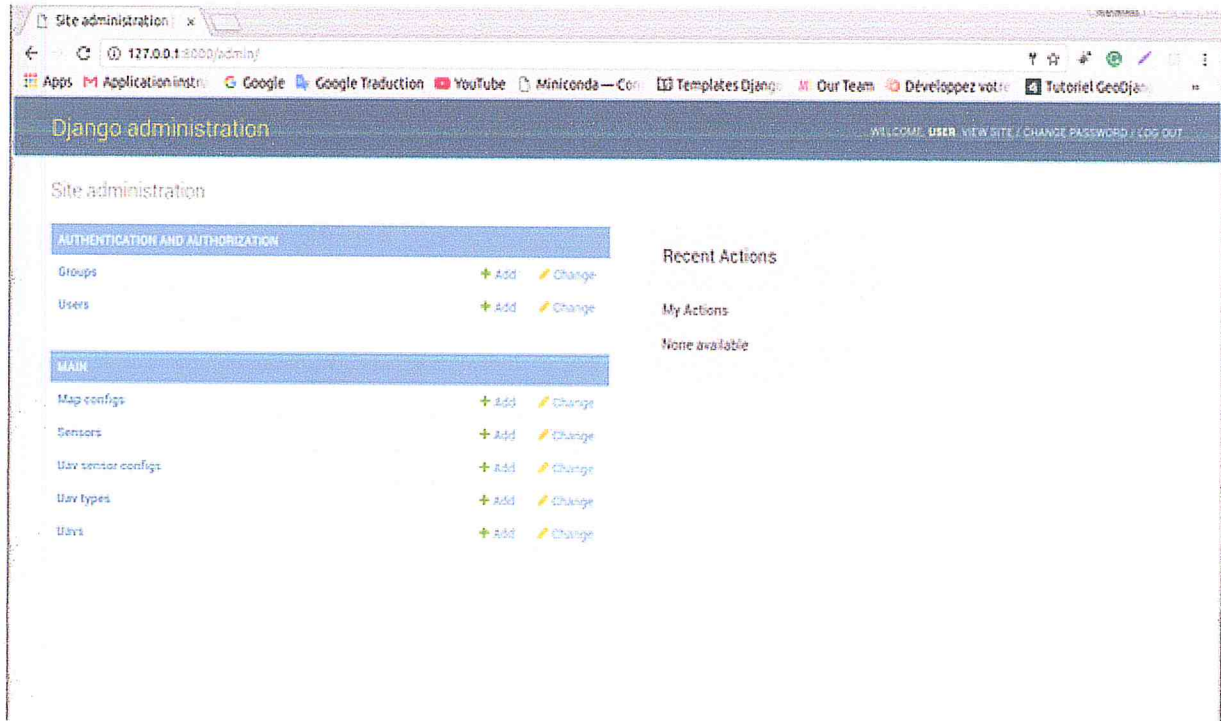 Site administration
127.0.0.1:8000/admin/
Apps Application instr Google Google Traduction YouTube Miniconda — Con Templates Djang Our Team Développez votre Tutoriel GeoDjan »
Django administration
WELCOME, USER. VIEW SITE / CHANGE PASSWORD / LOG OUT
Site administration
AUTHENTICATION AND AUTHORIZATION
Groups + Add Change
Users + Add Change
MAIN
Map configs + Add Change
Sensors + Add Change
Uav sensor configs + Add Change
Uav types + Add Change
Uavs + Add Change
Recent Actions
My Actions
None available